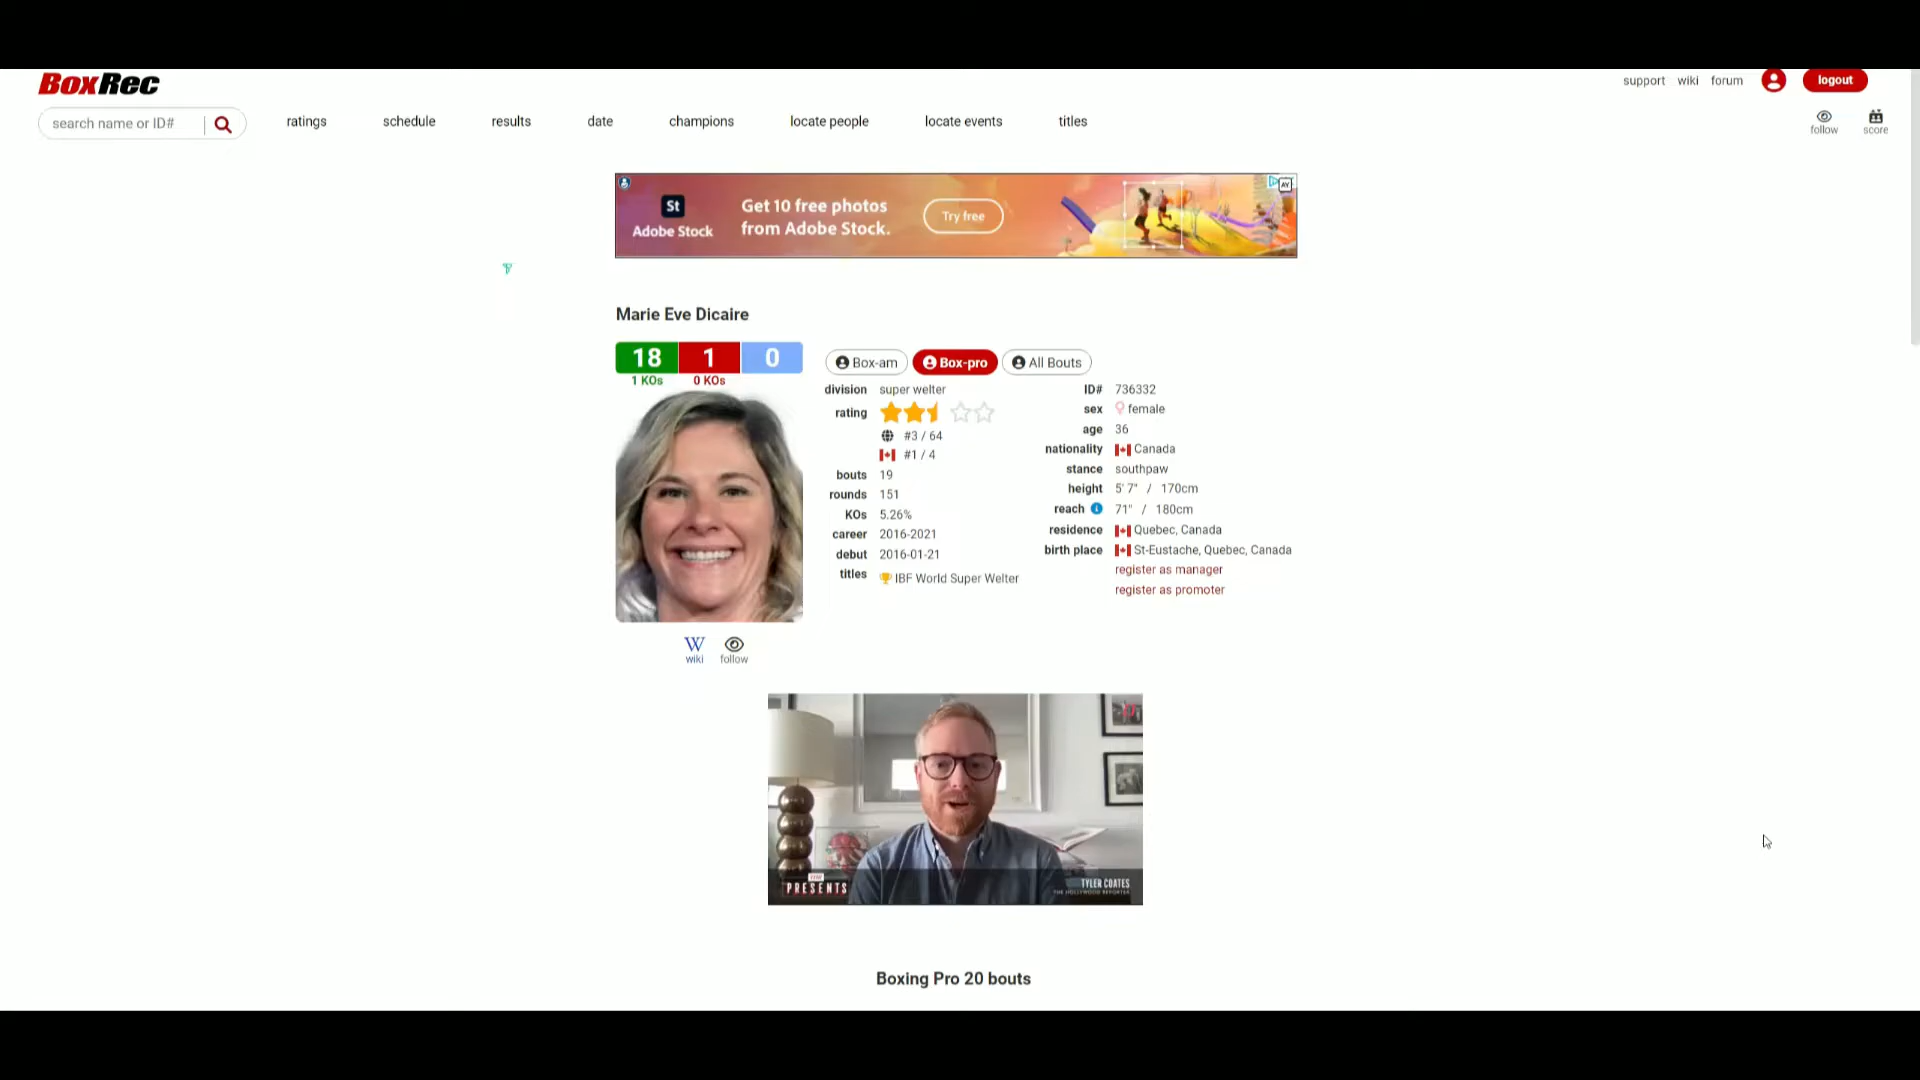 BoxRec
support wiki forum logout
search name or ID#
ratings schedule results date champions locate people locate events titles
follow score
St
Adobe Stock
Get 10 free photos
from Adobe Stock.
Try free
Marie Eve Dicaire
18 1 0
1 KOs 0 KOs
Box-am Box-pro All Bouts
division super welter
rating
#3 / 64
#1 / 4
bouts 19
rounds 151
KOs 5.26%
career 2016-2021
debut 2016-01-21
titles IBF World Super Welter
ID# 736332
sex female
age 36
nationality Canada
stance southpaw
height 5' 7" / 170cm
reach 71" / 180cm
residence Quebec, Canada
birth place St-Eustache, Quebec, Canada
register as manager
register as promoter
W
wiki follow
PRESENTS
TYLER COATES
THE HOLLYWOOD REPORTER
Boxing Pro 20 bouts